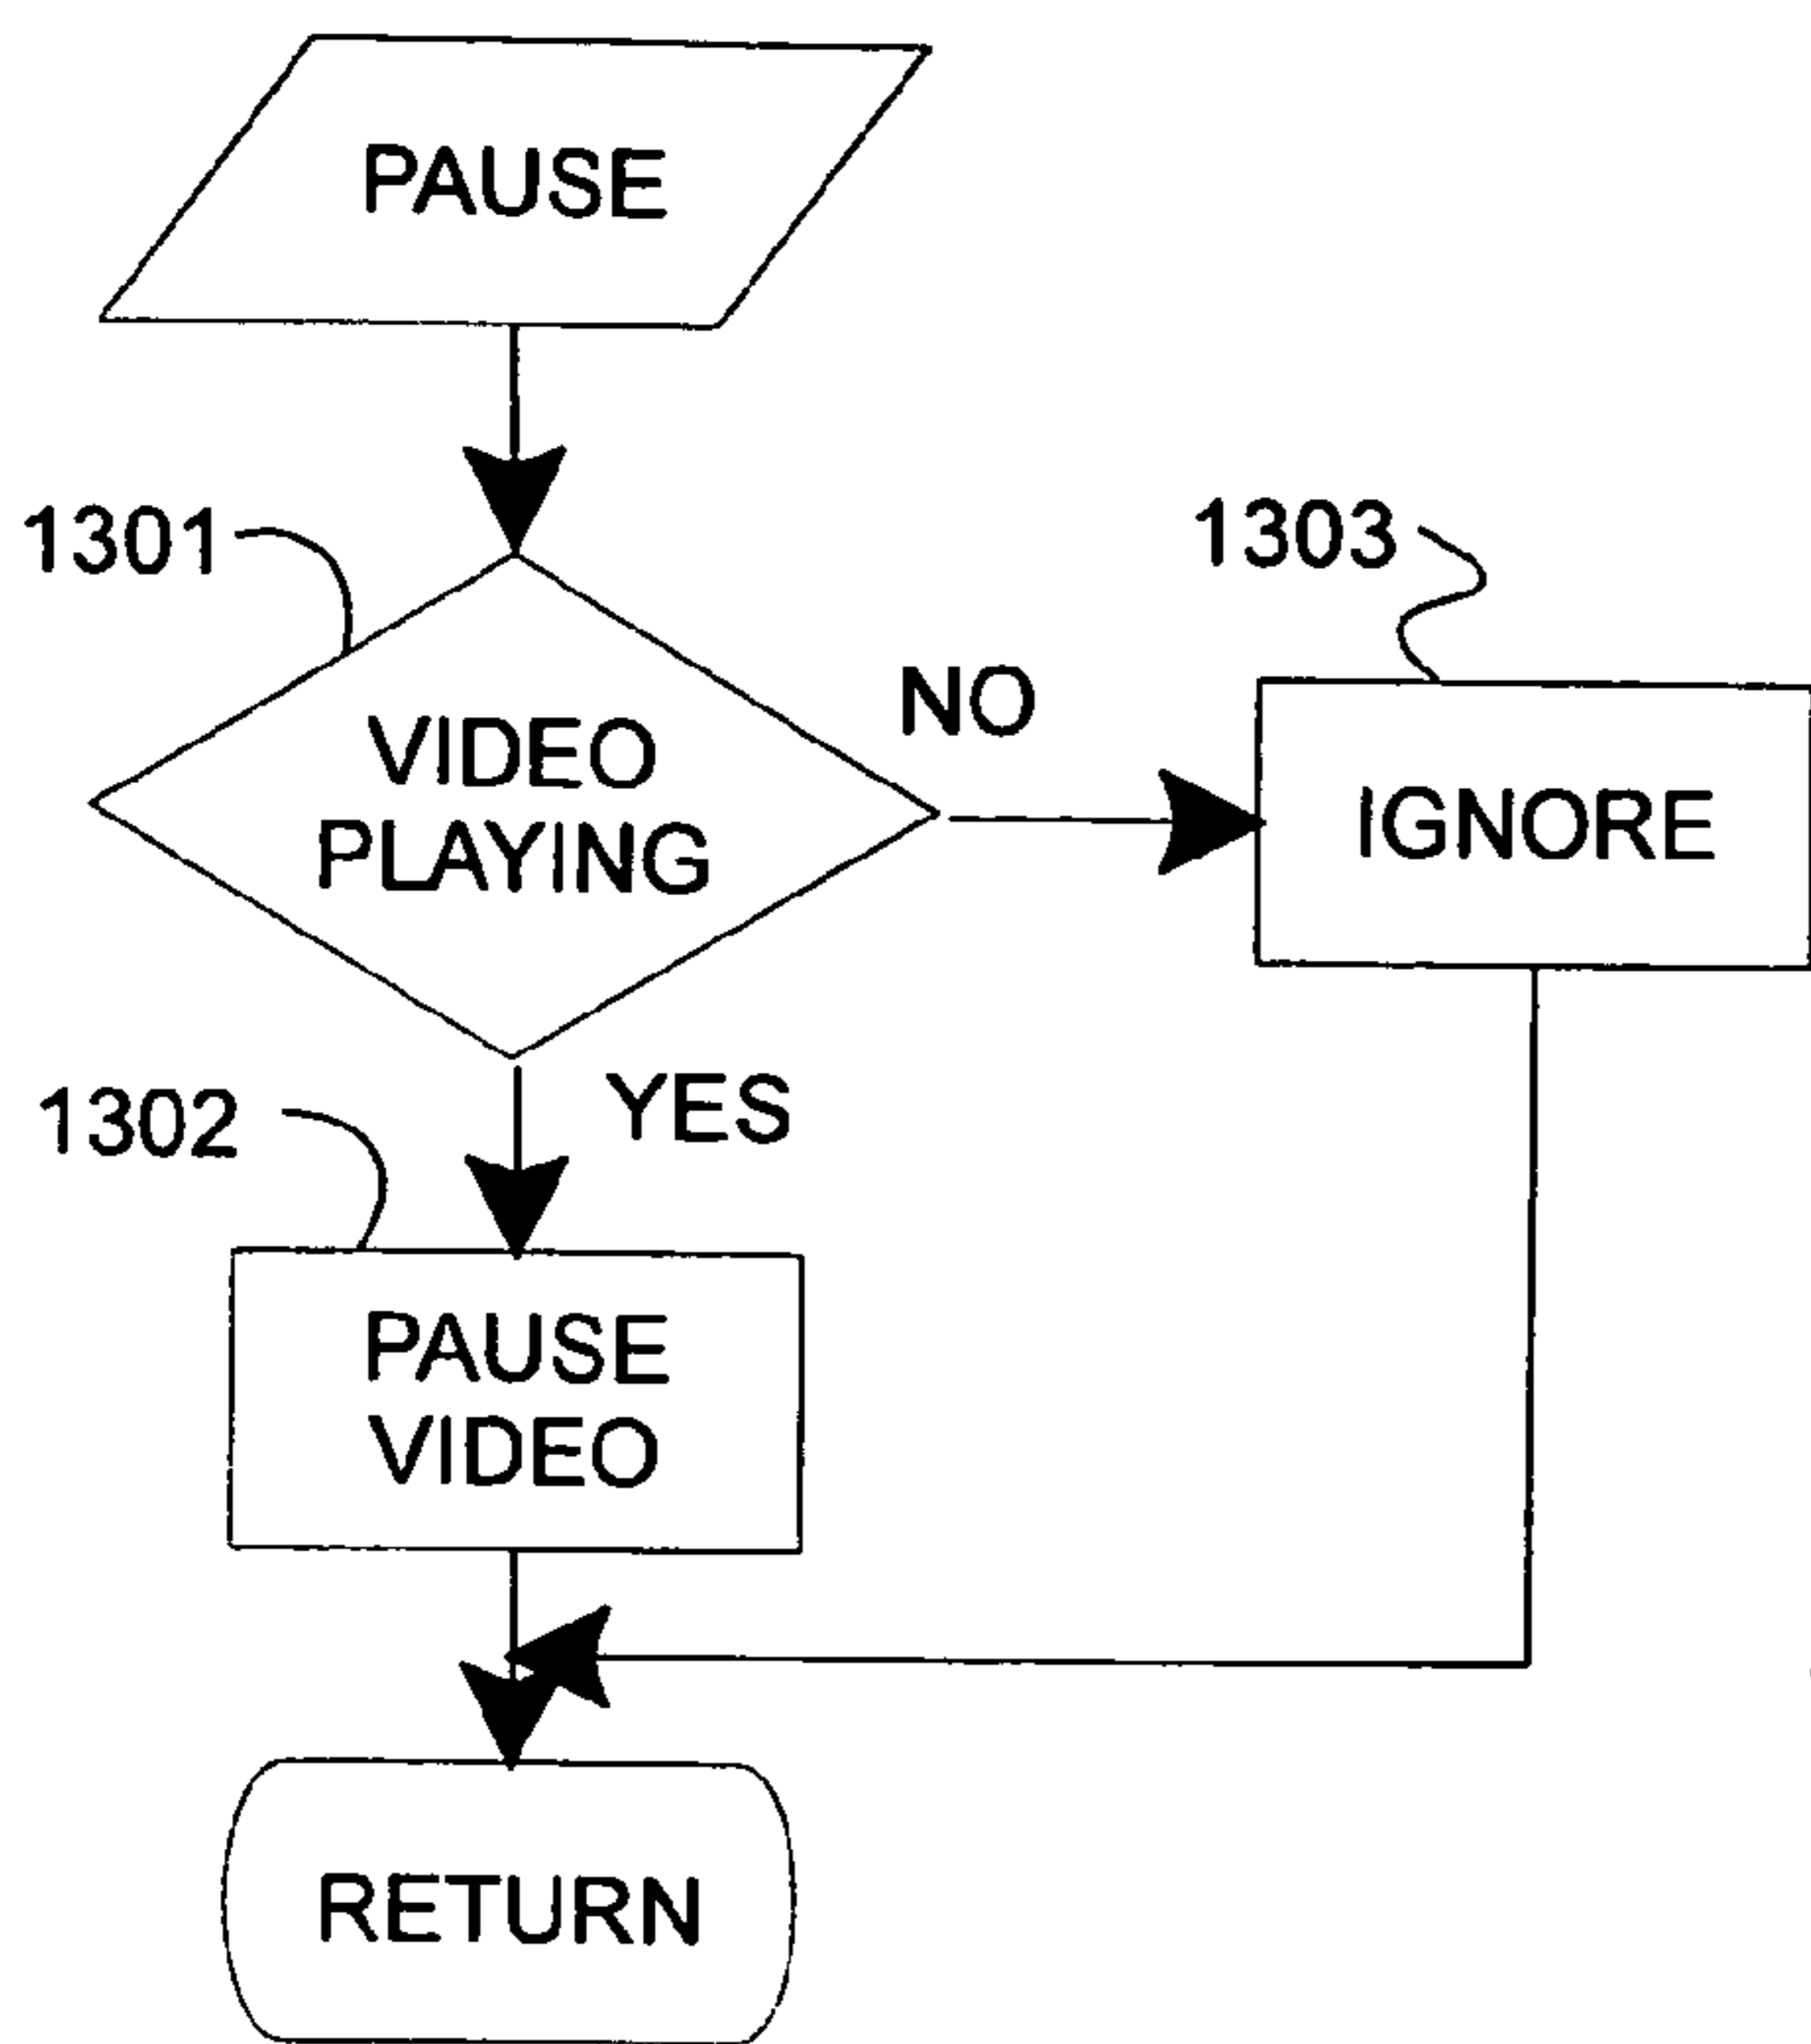 PAUSE
1301
1303
VIDEO
PLAYING
NO
IGNORE
YES
1302
PAUSE
VIDEO
RETURN